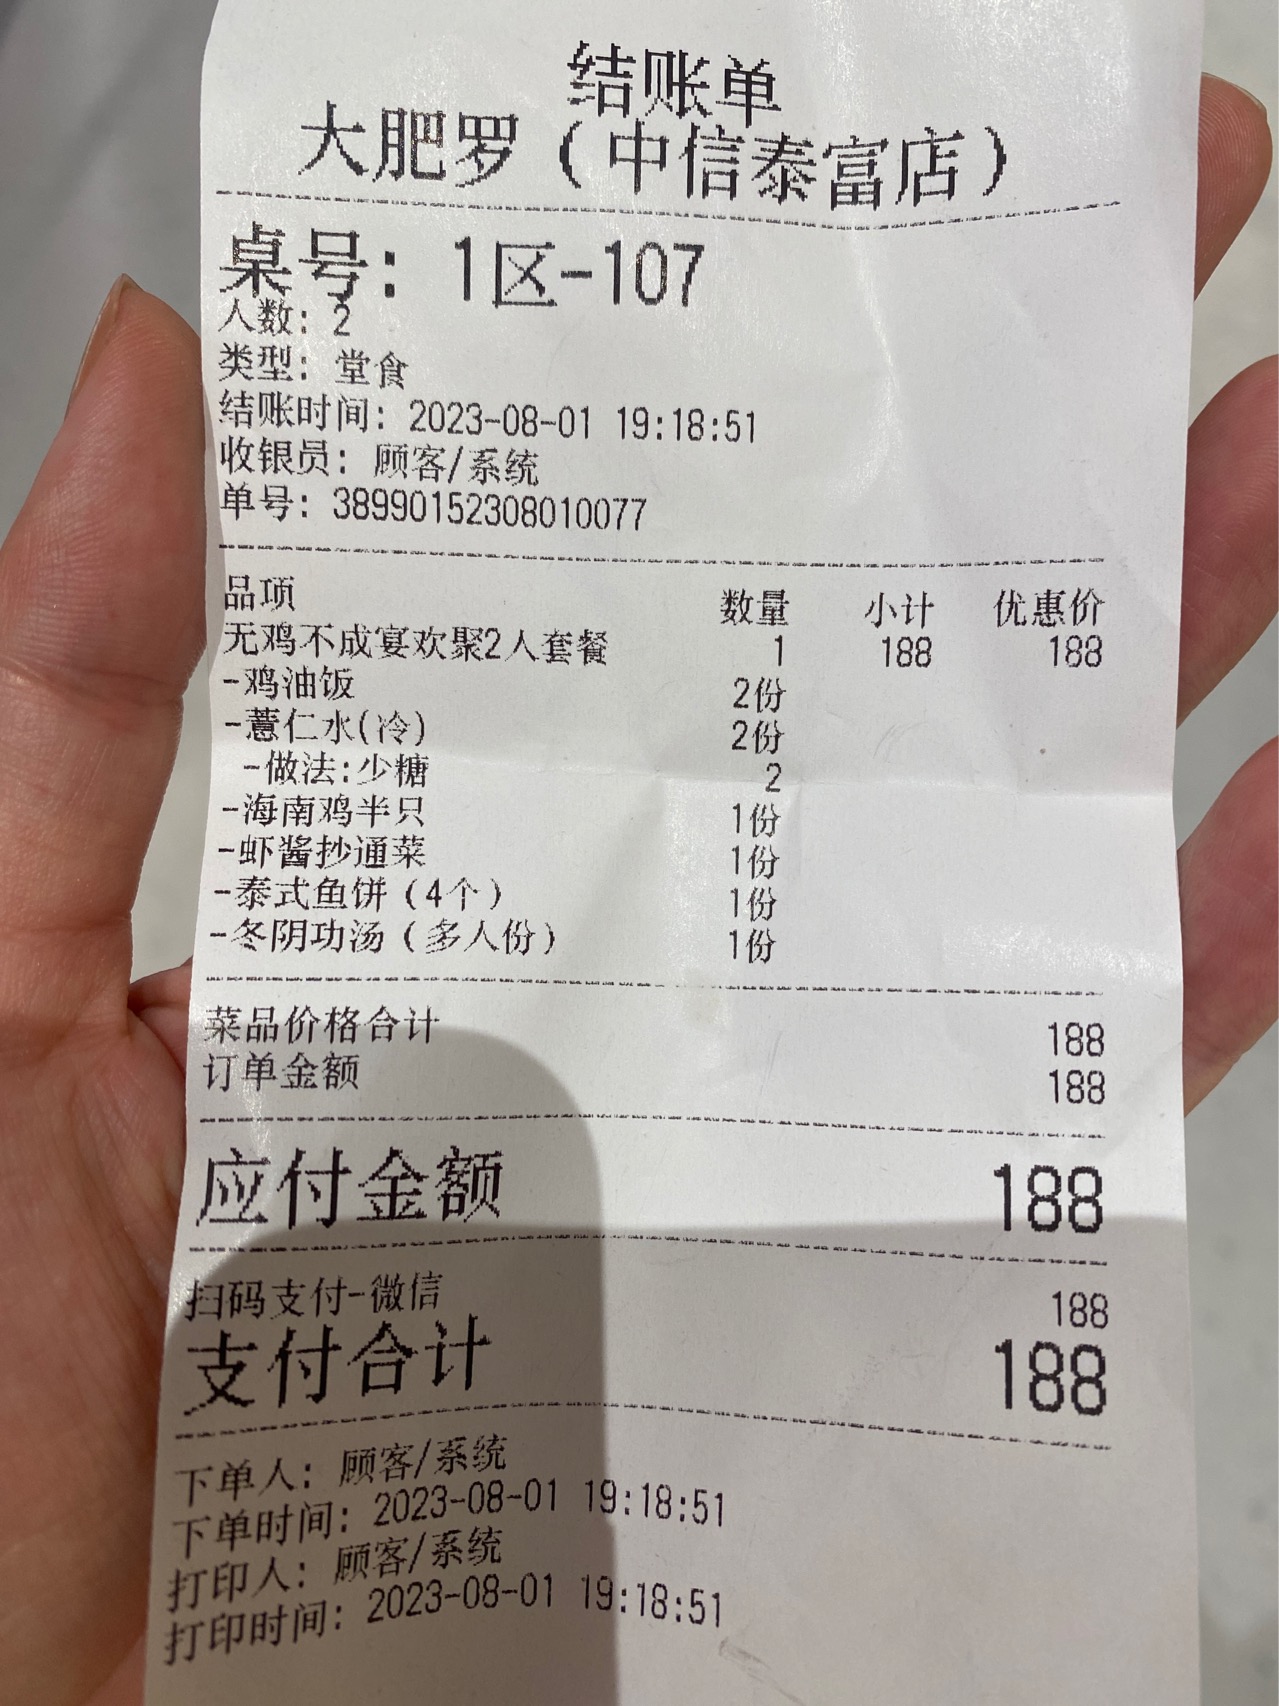 结账单
大肥罗（中信泰富店）
桌号：1区-107
人数：2
类型：堂食
结账时间：2023-08-01 19:18:51
收银员：顾客/系统
单号：38990152308010077
品项 数量 小计 优惠价
无鸡不成宴欢聚2人套餐 1 188 188
-鸡油饭 2份
-薏仁水(冷) 2份
-做法:少糖 2
-海南鸡半只 1份
-虾酱抄通菜 1份
-泰式鱼饼（4个） 1份
-冬阴功汤（多人份） 1份
菜品价格合计 188
订单金额 188
应付金额 188
扫码支付-微信 188
支付合计 188
下单人：顾客/系统
下单时间：2023-08-01 19:18:51
打印人：顾客/系统
打印时间：2023-08-01 19:18:51